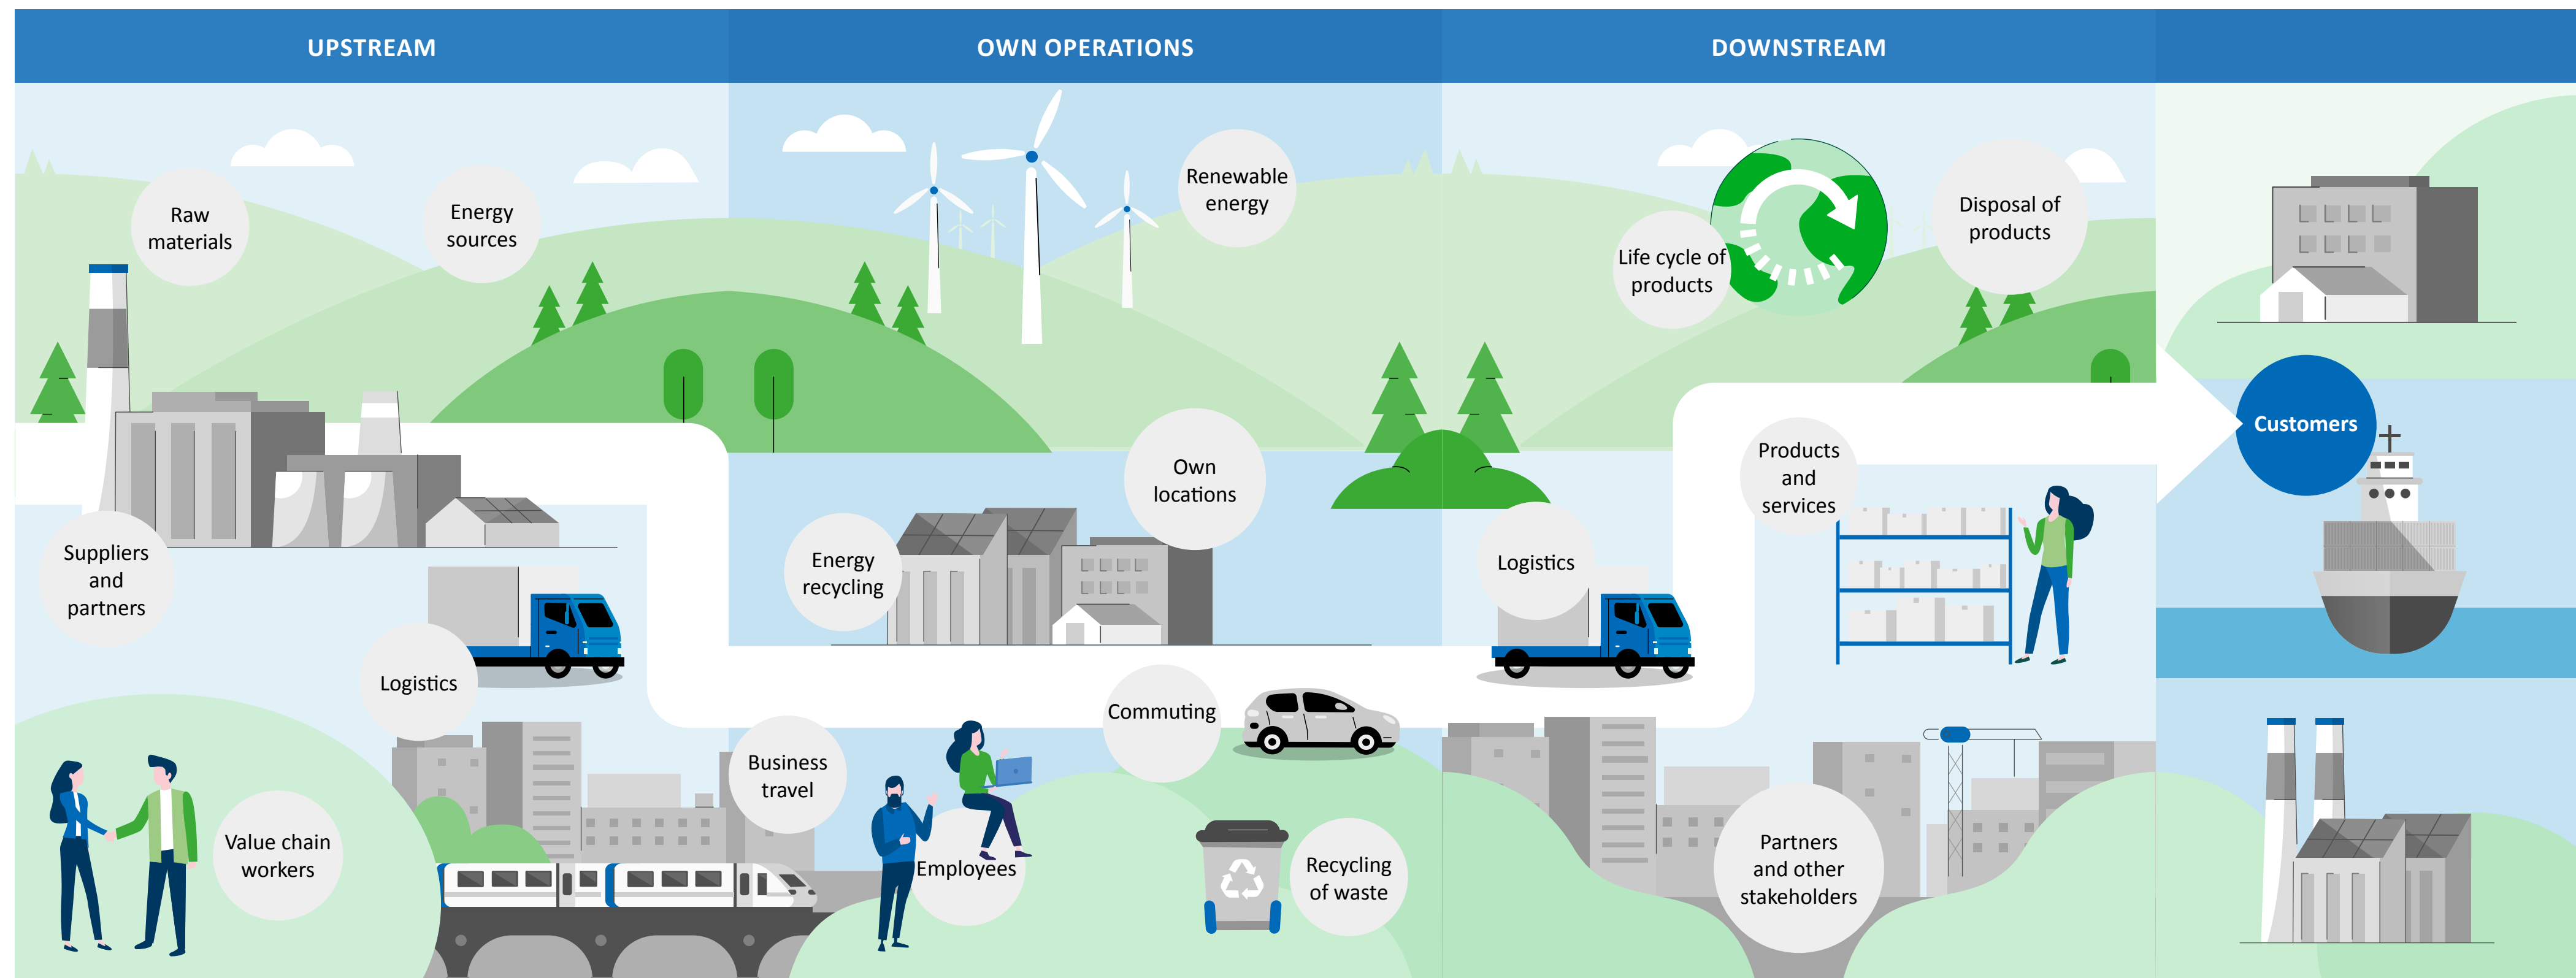 UPSTREAM
OWN OPERATIONS
DOWNSTREAM
Raw
materials
Energy
sources
Suppliers
and
partners
Logistics
Value chain
workers
Renewable
energy
Own
locations
Energy
recycling
Commuting
Business
travel
Employees
Recycling
of waste
Life cycle of
products
Disposal of
products
Products
and
services
Logistics
Partners
and other
stakeholders
Customers